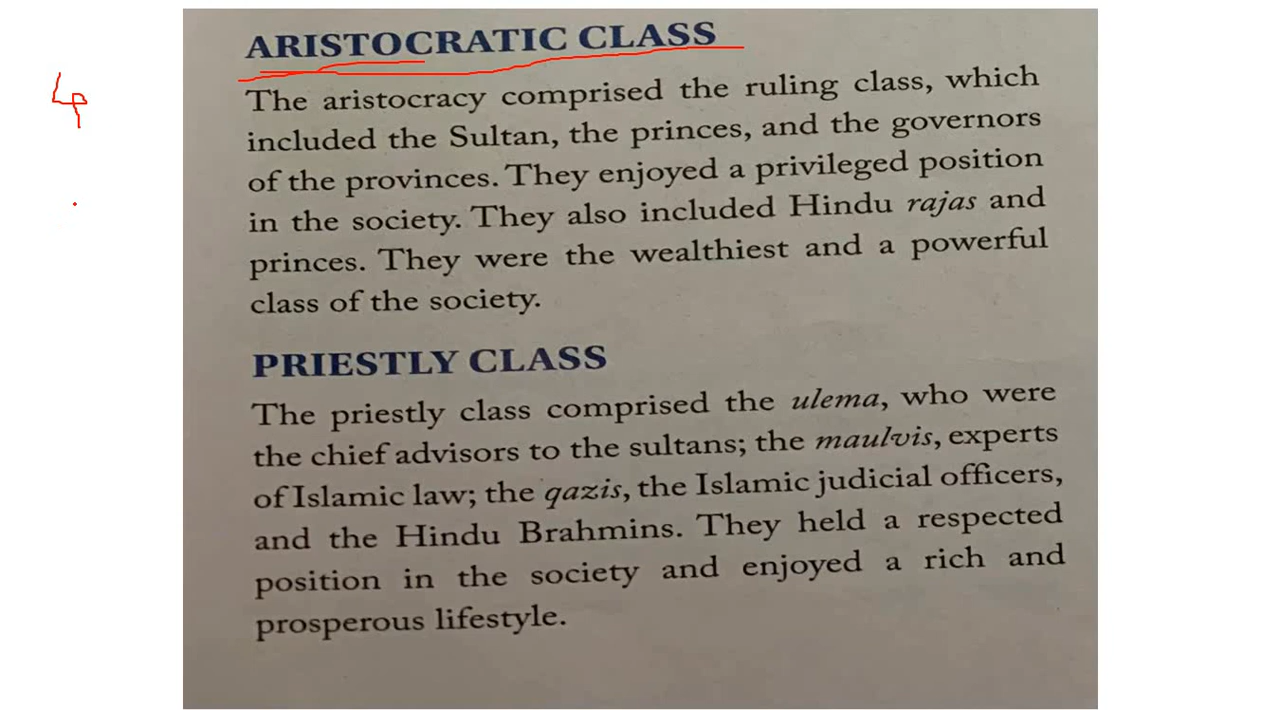 ARISTOCRATIC CLASS
The aristocracy comprised the ruling class, which
included the Sultan, the princes, and the governors
of the provinces. They enjoyed a privileged position
in the society. They also included Hindu rajas and
princes. They were the wealthiest and a powerful
class of the society.
PRIESTLY CLASS
The priestly class comprised the ulema, who were
the chief advisors to the sultans; the maulvis, experts
of Islamic law; the qazis, the Islamic judicial officers,
and the Hindu Brahmins. They held a respected
position in the society and enjoyed a rich and
prosperous lifestyle.